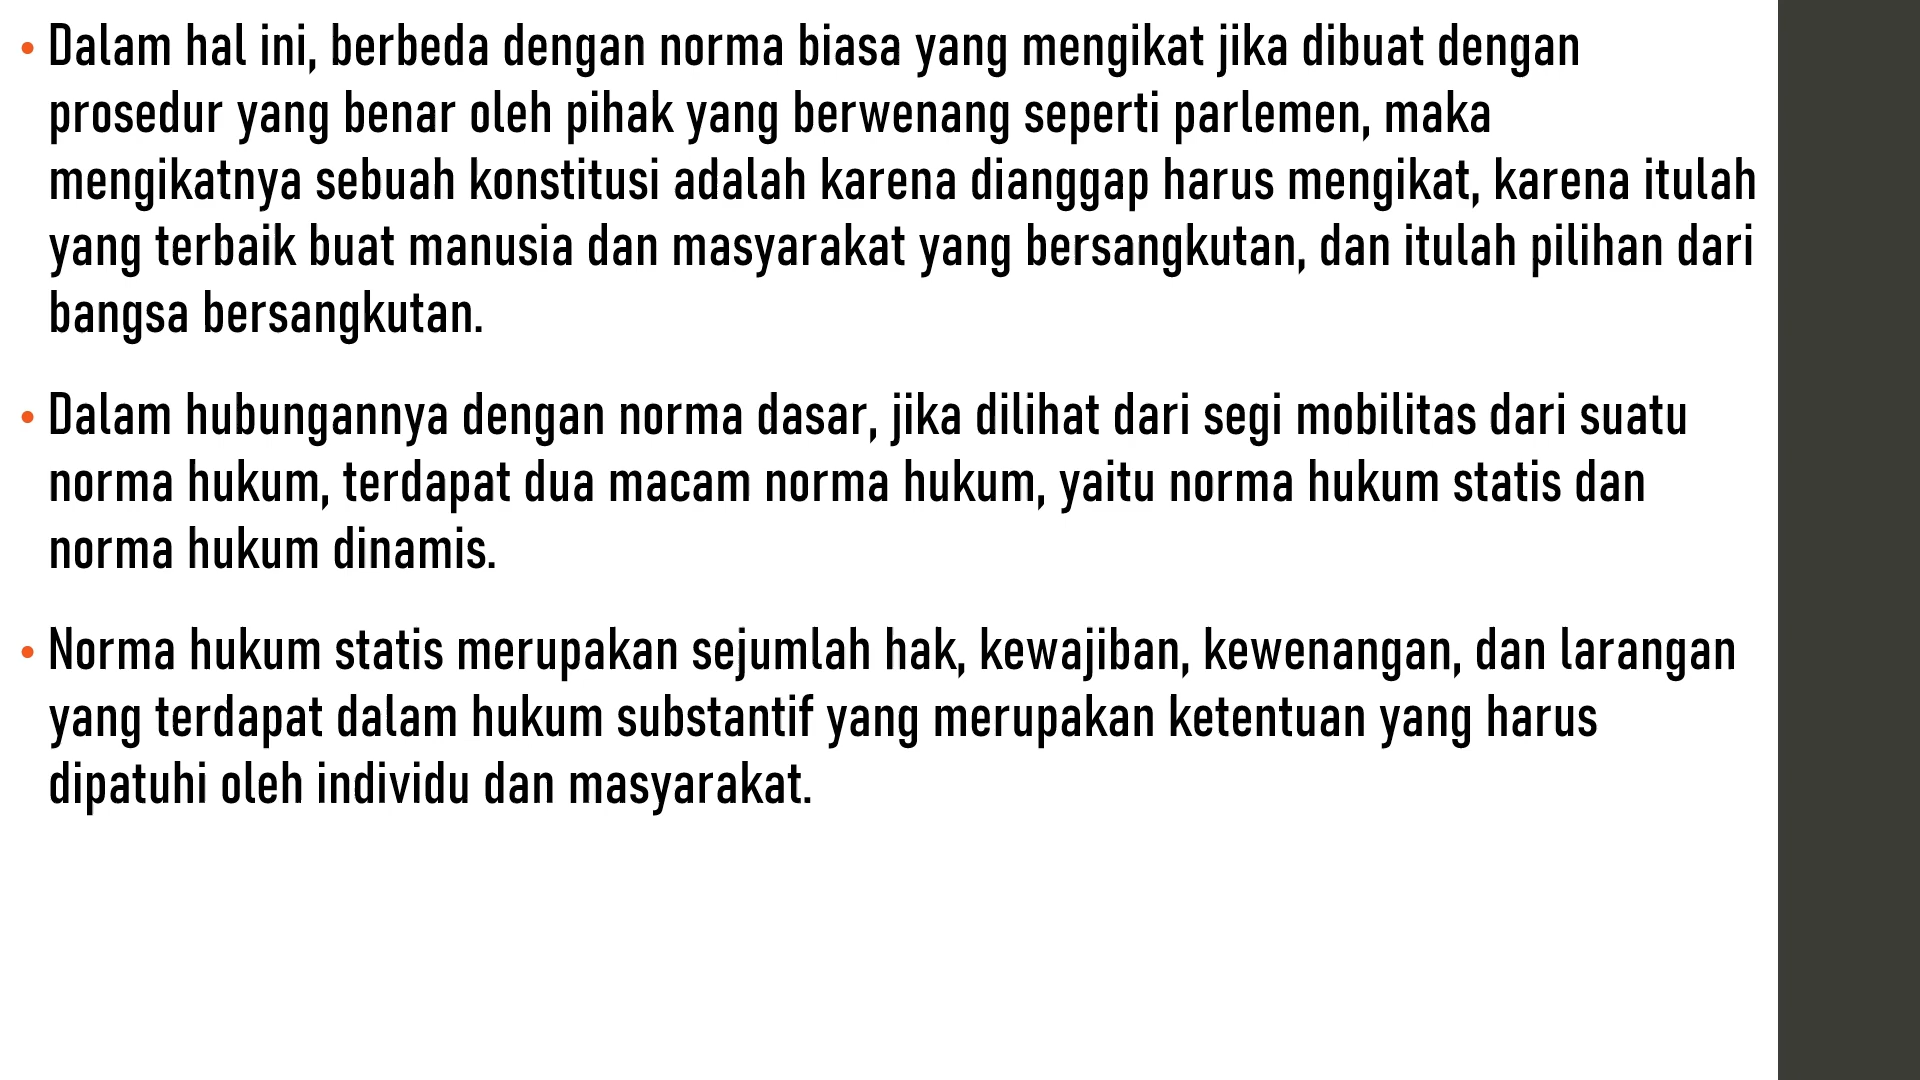 • Dalam hal ini, berbeda dengan norma biasa yang mengikat jika dibuat dengan
prosedur yang benar oleh pihak yang berwenang seperti parlemen, maka
mengikatnya sebuah konstitusi adalah karena dianggap harus mengikat, karena itulah
yang terbaik buat manusia dan masyarakat yang bersangkutan, dan itulah pilihan dari
bangsa bersangkutan.
• Dalam hubungannya dengan norma dasar, jika dilihat dari segi mobilitas dari suatu
norma hukum, terdapat dua macam norma hukum, yaitu norma hukum statis dan
norma hukum dinamis.
• Norma hukum statis merupakan sejumlah hak, kewajiban, kewenangan, dan larangan
yang terdapat dalam hukum substantif yang merupakan ketentuan yang harus
dipatuhi oleh individu dan masyarakat.